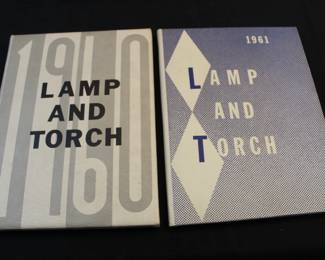 1960
LAMP
AND
TORCH
1961
LAMP
AND
TORCH